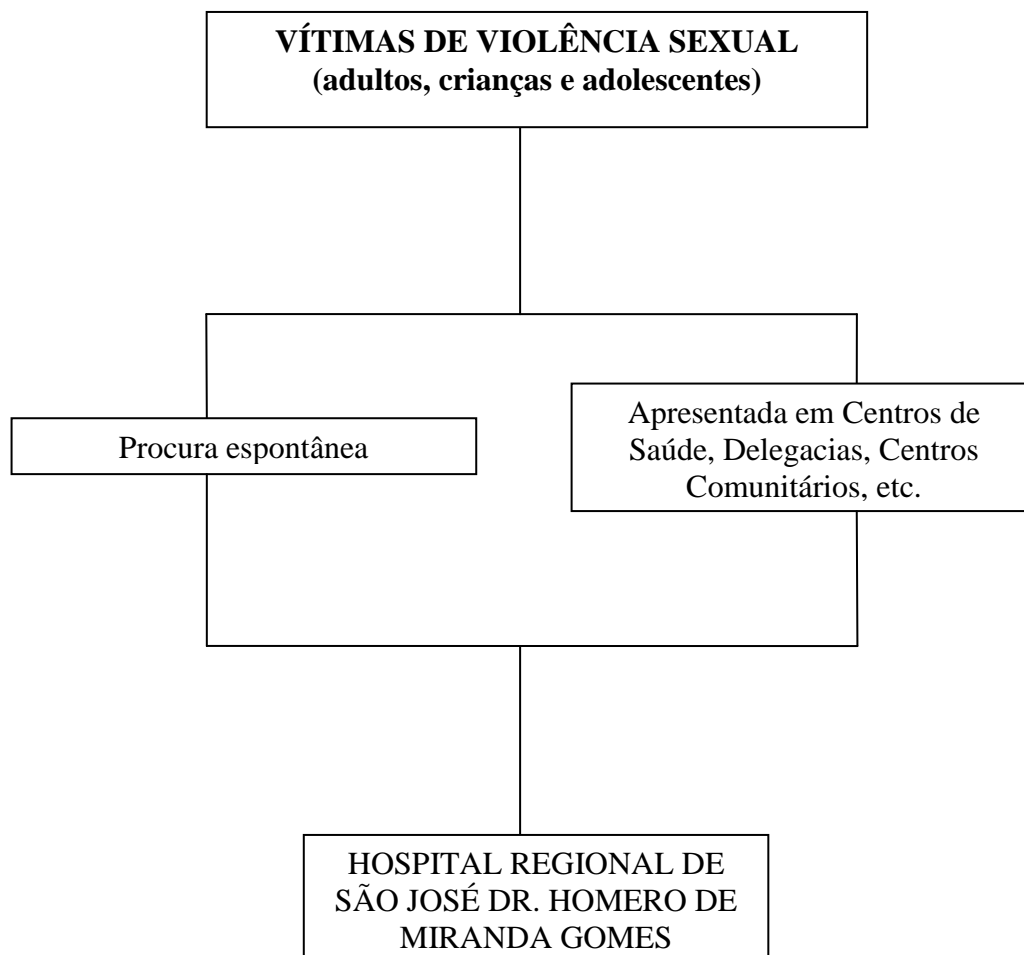 VÍTIMAS DE VIOLÊNCIA SEXUAL
(adultos, crianças e adolescentes)
Procura espontânea
Apresentada em Centros de
Saúde, Delegacias, Centros
Comunitários, etc.
HOSPITAL REGIONAL DE
SÃO JOSÉ DR. HOMERO DE
MIRANDA GOMES